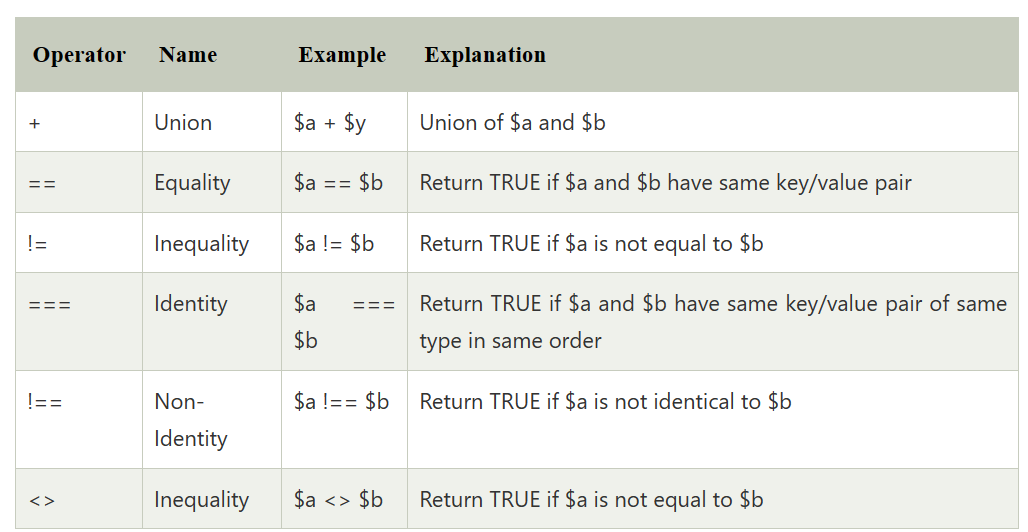 Operator Name Example Explanation
+ Union $a + $y Union of $a and $b
== Equality $a == $b Return TRUE if $a and $b have same key/value pair
!= Inequality $a != $b Return TRUE if $a is not equal to $b
=== Identity $a === Return TRUE if $a and $b have same key/value pair of same
$b type in same order
!== Non- $a !== $b Return TRUE if $a is not identical to $b
Identity
<> Inequality $a <> $b Return TRUE if $a is not equal to $b